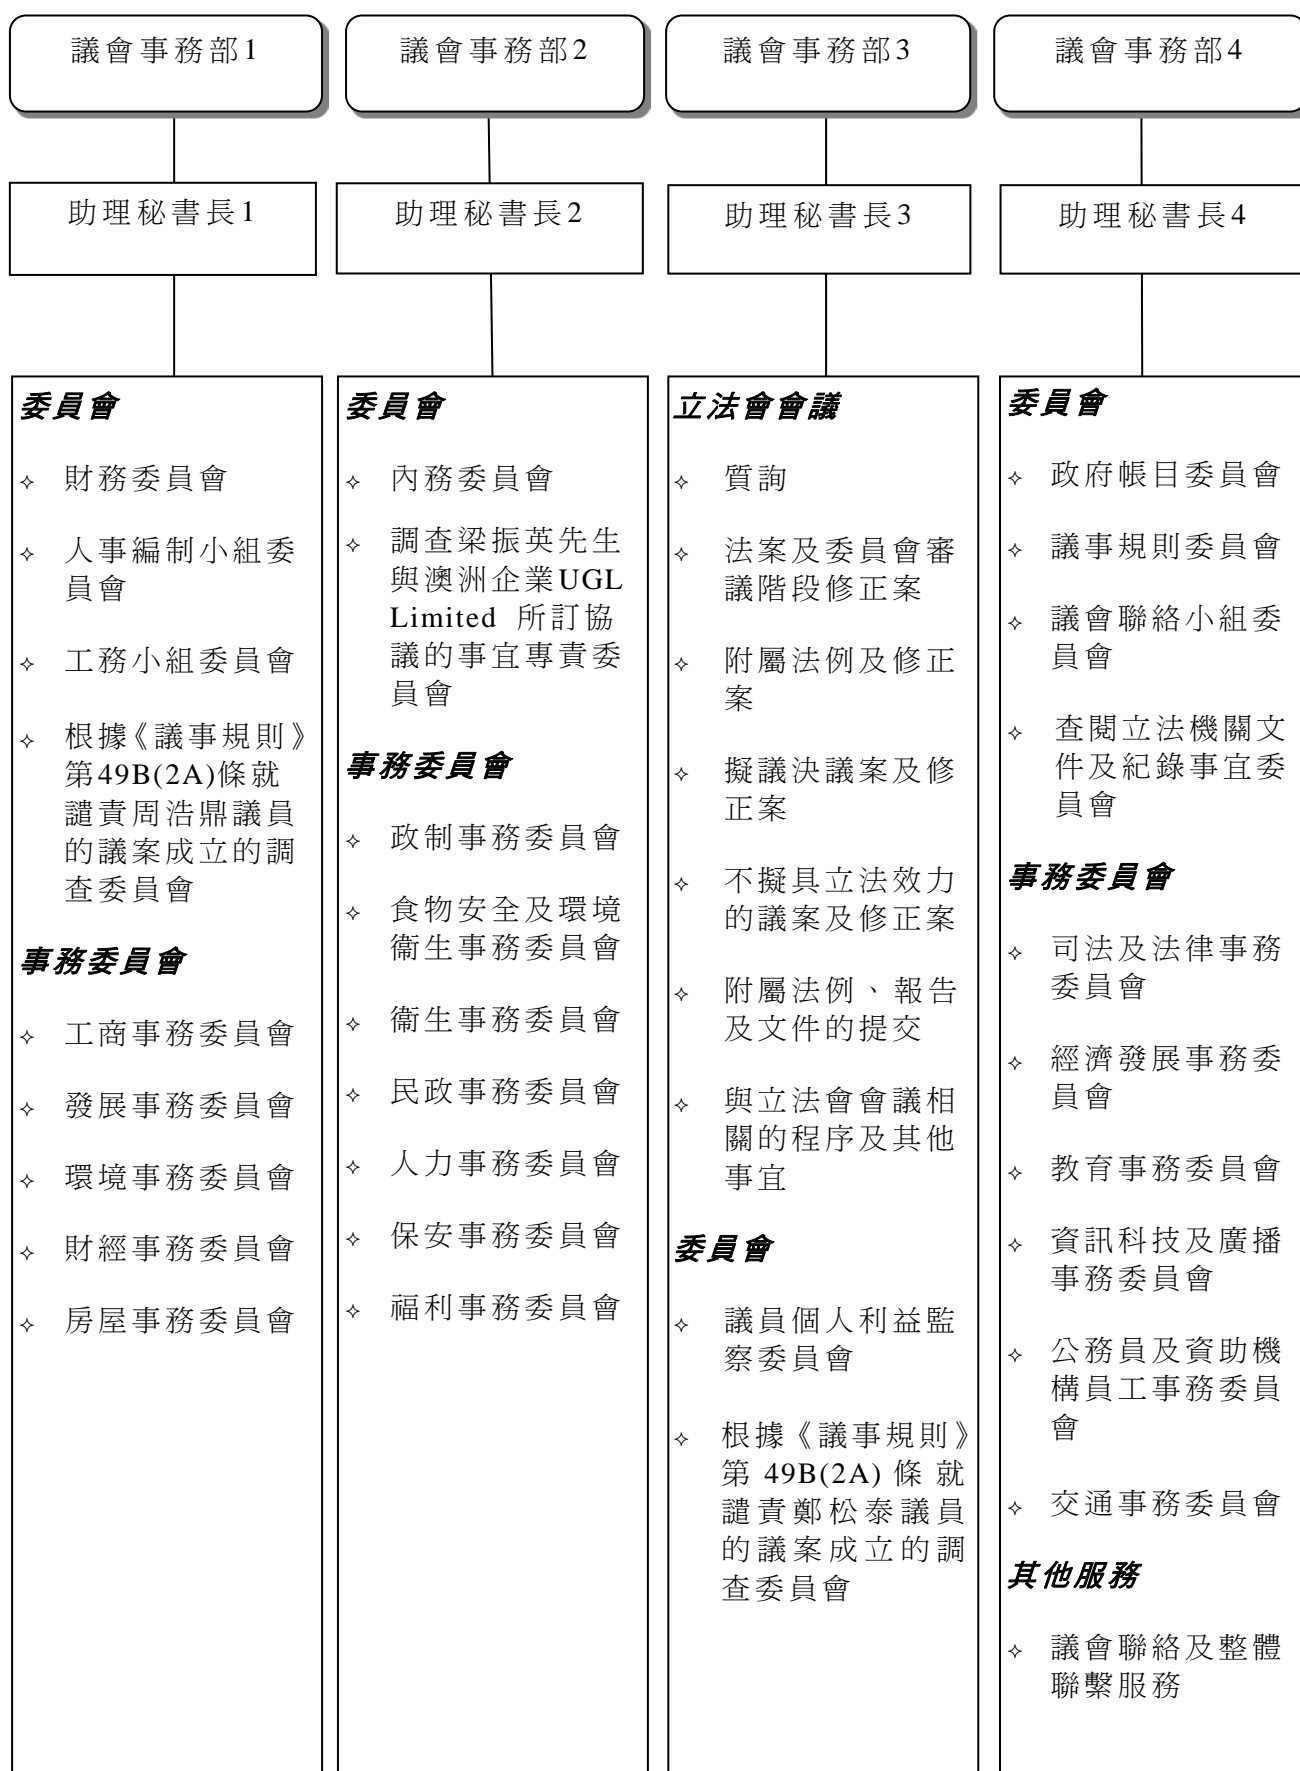 議會事務部1
助理秘書長1
委員會
✧ 財務委員會
✧ 人事編制小組委
員會
✧ 工務小組委員會
✧ 根據《議事規則》
第49B(2A)條就
譴責周浩鼎議員
的議案成立的調
查委員會
事務委員會
✧ 工商事務委員會
✧ 發展事務委員會
✧ 環境事務委員會
✧ 財經事務委員會
✧ 房屋事務委員會
議會事務部2
助理秘書長2
委員會
✧ 內務委員會
✧ 調查梁振英先生
與澳洲企業UGL
Limited 所訂協
議的事宜專責委
員會
事務委員會
✧ 政制事務委員會
✧ 食物安全及環境
衞生事務委員會
✧ 衞生事務委員會
✧ 民政事務委員會
✧ 人力事務委員會
✧ 保安事務委員會
✧ 福利事務委員會
議會事務部3
助理秘書長3
立法會會議
✧ 質詢
✧ 法案及委員會審
議階段修正案
✧ 附屬法例及修正
案
✧ 擬議決議案及修
正案
✧ 不擬具立法效力
的議案及修正案
✧ 附屬法例、報告
及文件的提交
✧ 與立法會會議相
關的程序及其他
事宜
委員會
✧ 議員個人利益監
察委員會
✧ 根據《議事規則》
第 49B(2A) 條 就
譴責鄭松泰議員
的議案成立的調
查委員會
議會事務部4
助理秘書長4
委員會
✧ 政府帳目委員會
✧ 議事規則委員會
✧ 議會聯絡小組委
員會
✧ 查閱立法機關文
件及紀錄事宜委
員會
事務委員會
✧ 司法及法律事務
委員會
✧ 經濟發展事務委
員會
✧ 教育事務委員會
✧ 資訊科技及廣播
事務委員會
✧ 公務員及資助機
構員工事務委員
會
✧ 交通事務委員會
其他服務
✧ 議會聯絡及整體
聯繫服務